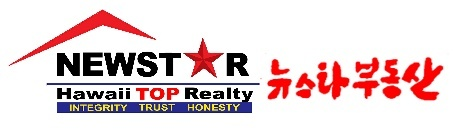 NEWSTAR
Hawaii TOP Realty
INTEGRITY TRUST HONESTY
뉴스타부동산